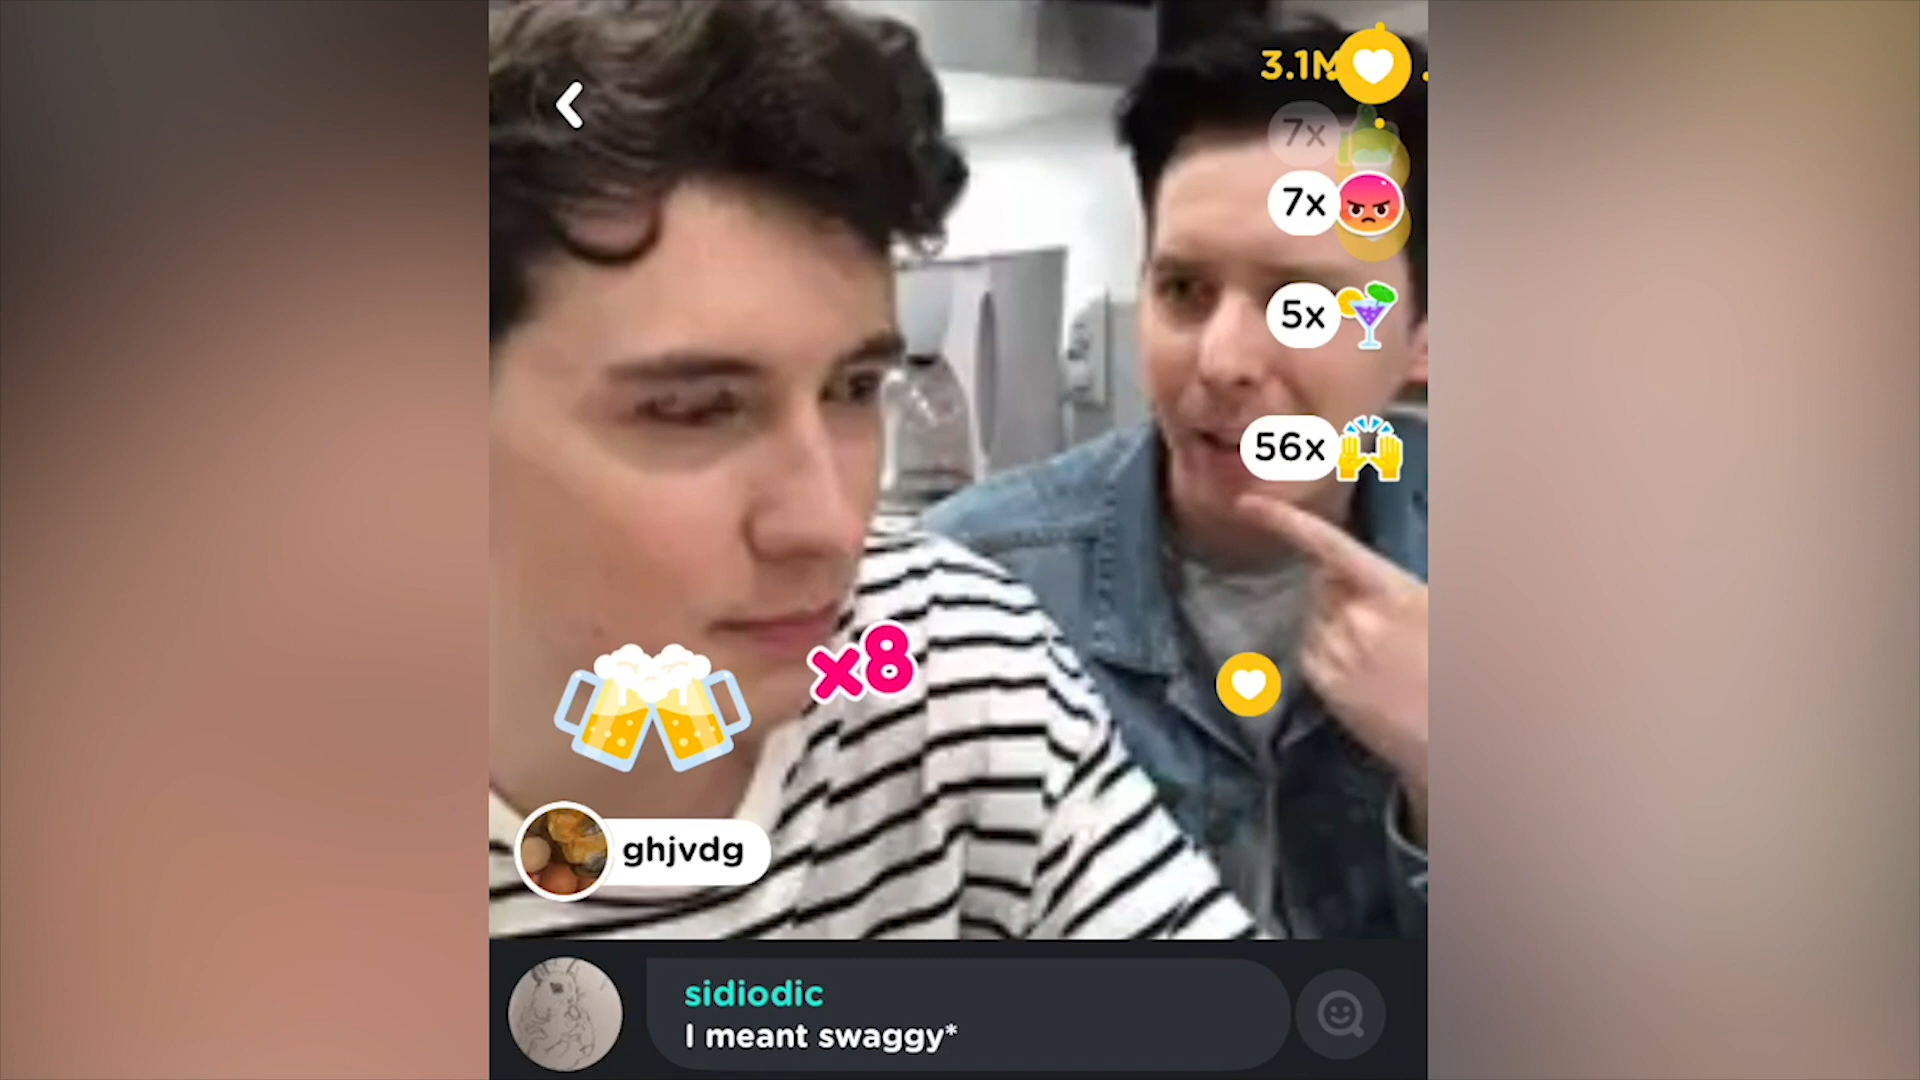 3.1M
7x
7x
5x
56x
x8
ghjvdg
sidiodic
I meant swaggy*